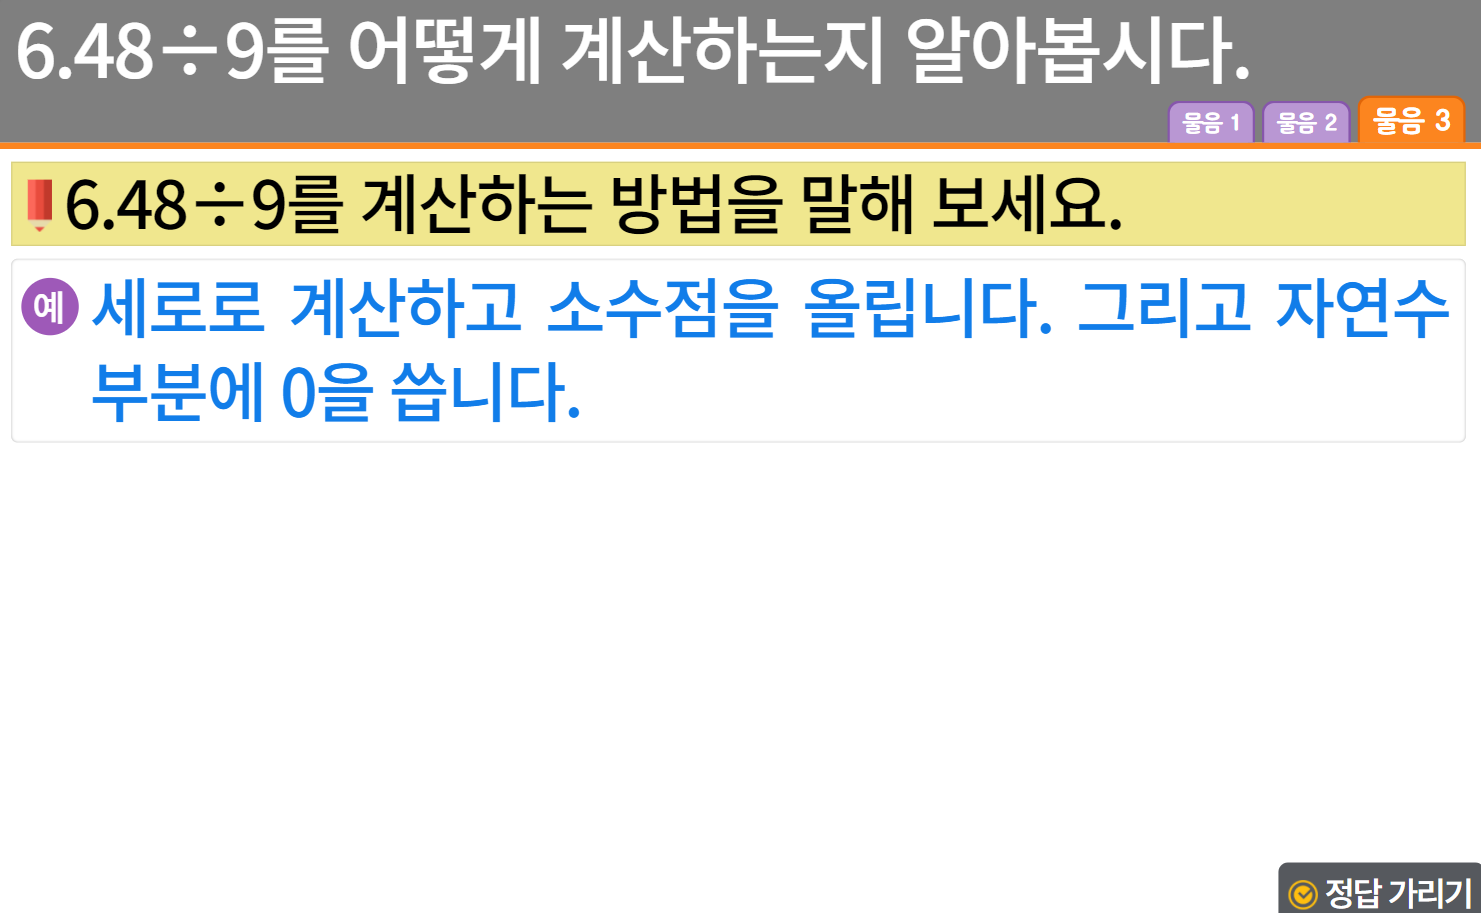 6.48÷9를 어떻게 계산하는지 알아봅시다.
물음 1 물음 2 물음 3
6.48÷9를 계산하는 방법을 말해 보세요.
예 세로로 계산하고 소수점을 올립니다. 그리고 자연수
부분에 0을 씁니다.
정답 가리기